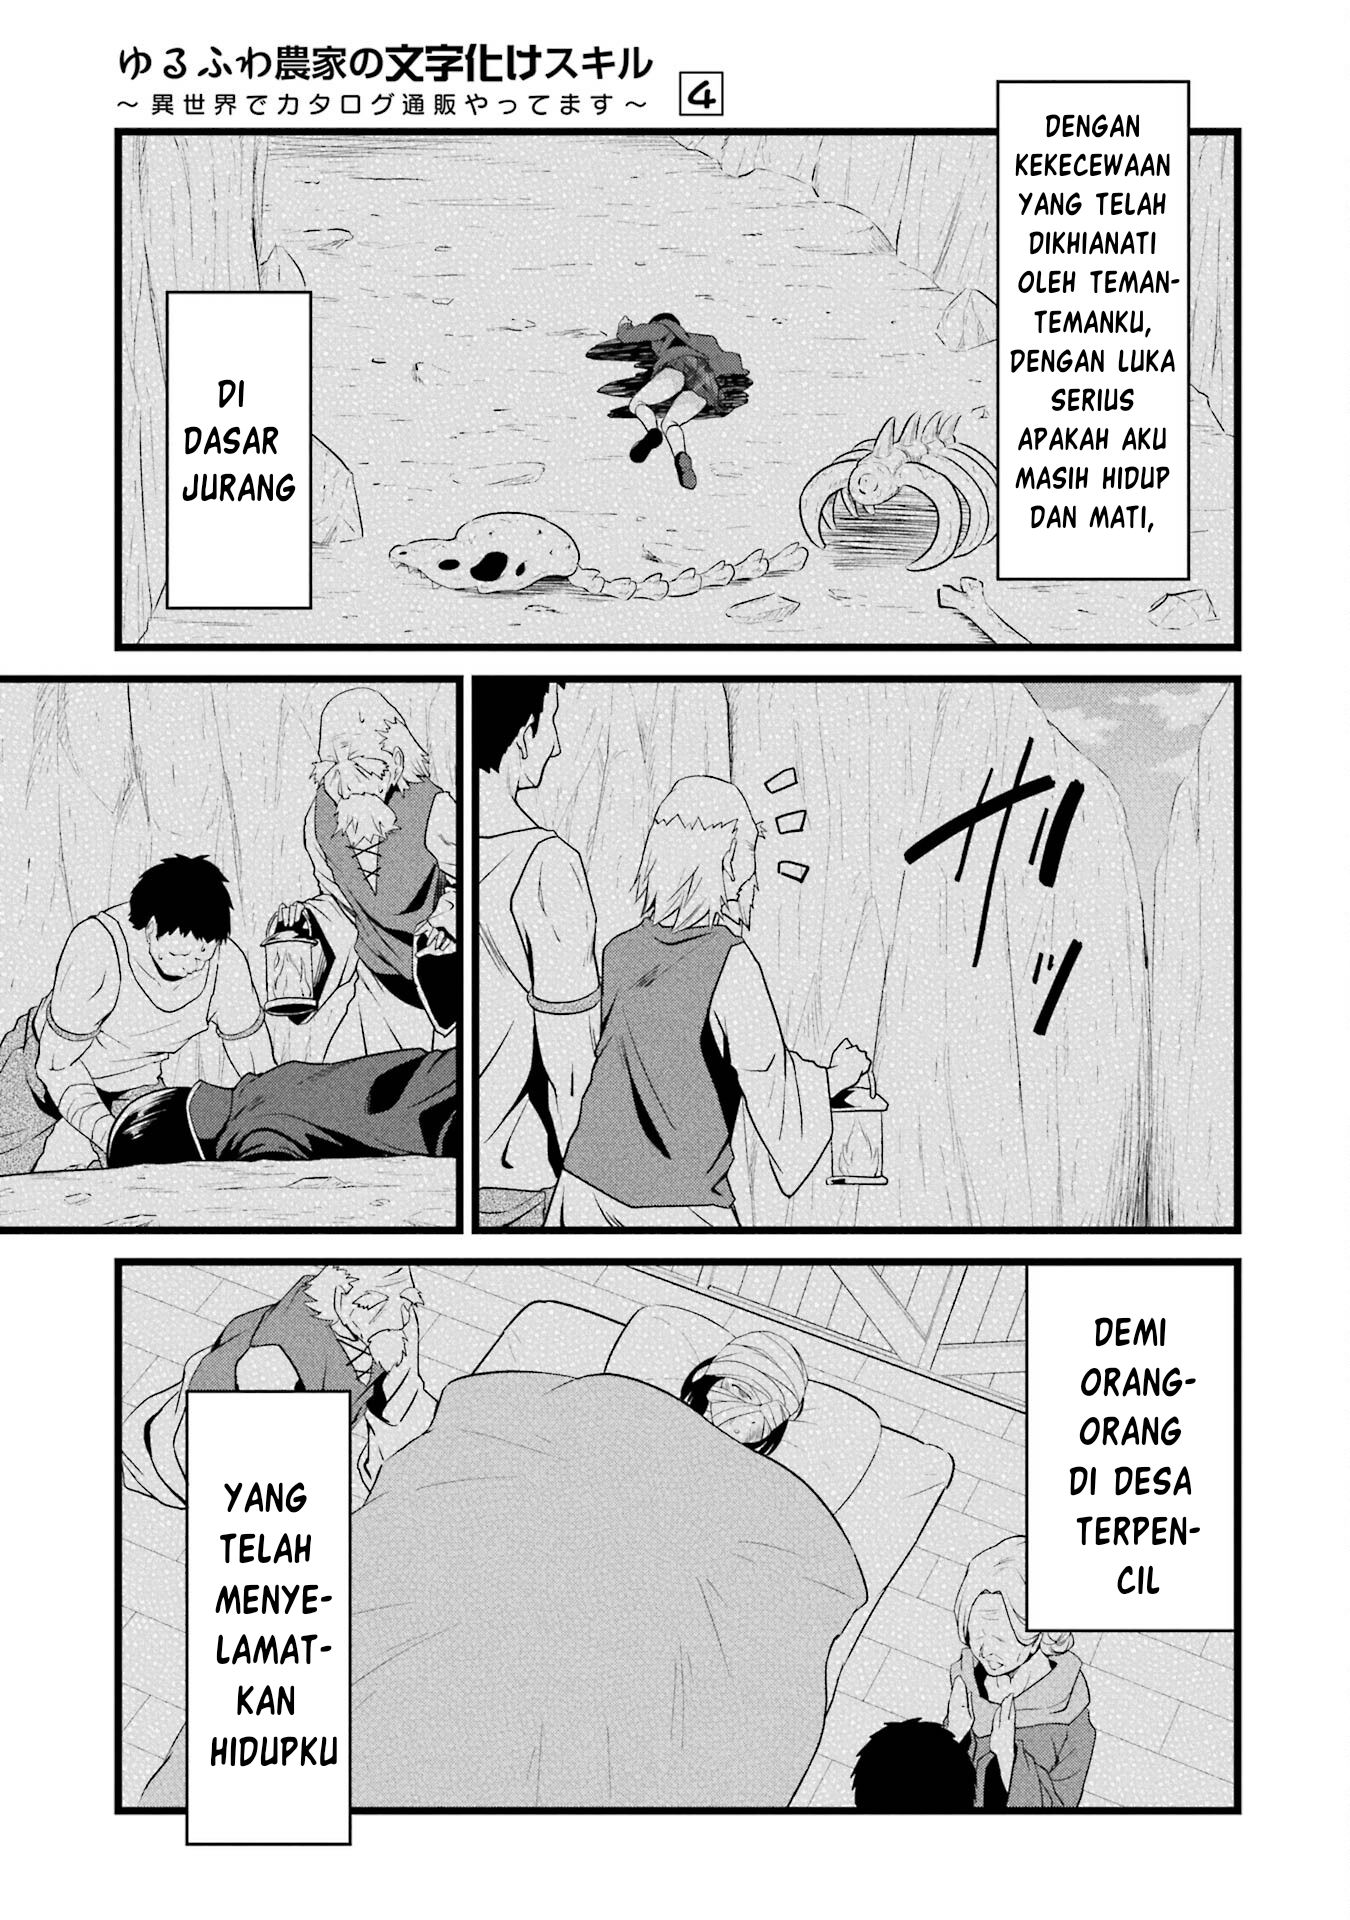 ゆるふわ農家の文字化けスキル
～異世界でカタログ通販やってます～ 4
DENGAN
KEKECEWAAN
YANG TELAH
DIKHIANATI
OLEH TEMAN-
TEMANKU,
DENGAN LUKA
SERIUS
APAKAH AKU
MASIH HIDUP
DAN MATI,
DI
DASAR
JURANG
ガッ
DEMI
ORANG-
ORANG
DI DESA
TERPEN-
CIL
YANG
TELAH
MENYE-
LAMAT-
KAN
HIDUPKU